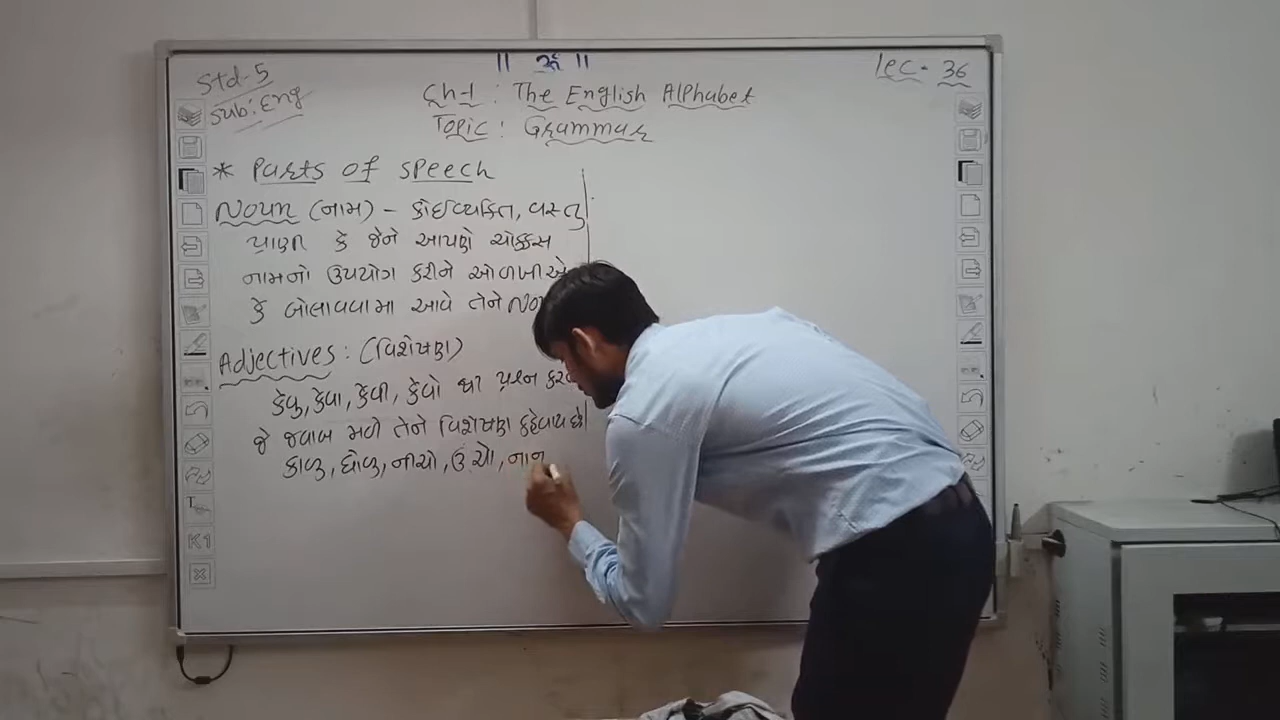 || ૐ ||
Std-5
Sub: Eng
Lec - 36
Ch-1 : The English Alphabet
Topic : Grammar
* Parts of speech
Noun (નામ) - કોઈ વ્યક્તિ, વસ્તુ
પ્રાણી કે જેને આપણે ચોક્કસ
નામનો ઉપયોગ કરીને ઓળખીએ
કે બોલાવવામા આવે તેને
Adjectives : (વિશેષણ)
કેવુ, કેવા, કેવી, કેવો થી પ્રશ્ન
જે જવાબ મળે તેને વિશેષણ કહેવાય છે
કાળુ, ધોળુ, નીચો, ઉંચો,
T
K1